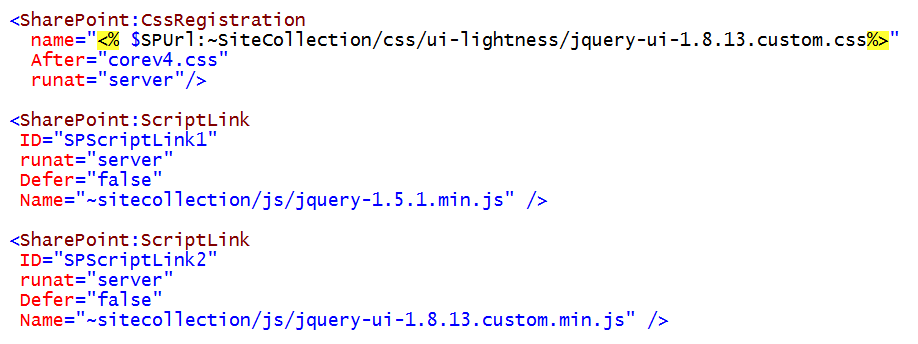 <SharePoint:CssRegistration
name="<% $SPUrl:~SiteCollection/css/ui-lightness/jquery-ui-1.8.13.custom.css%>"
After="corev4.css"
runat="server"/>
<SharePoint:ScriptLink
ID="SPScriptLink1"
runat="server"
Defer="false"
Name="~sitecollection/js/jquery-1.5.1.min.js" />
<SharePoint:ScriptLink
ID="SPScriptLink2"
runat="server"
Defer="false"
Name="~sitecollection/js/jquery-ui-1.8.13.custom.min.js" />